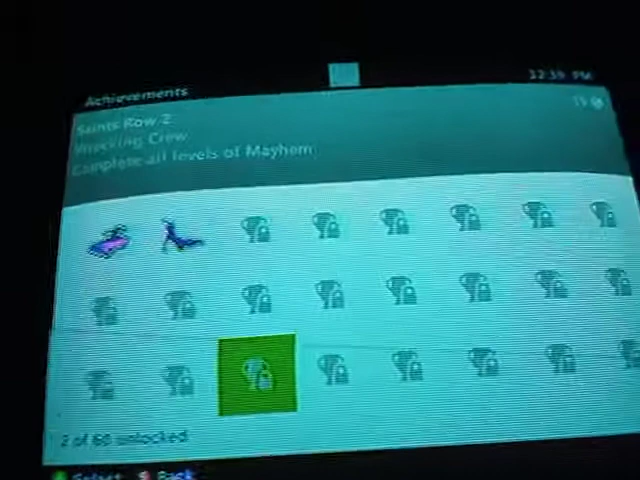 Achievements
12:39 PM
Saints Row 2
Wrecking Crew
Complete all levels of Mayhem
2 of 60 unlocked
Select Back